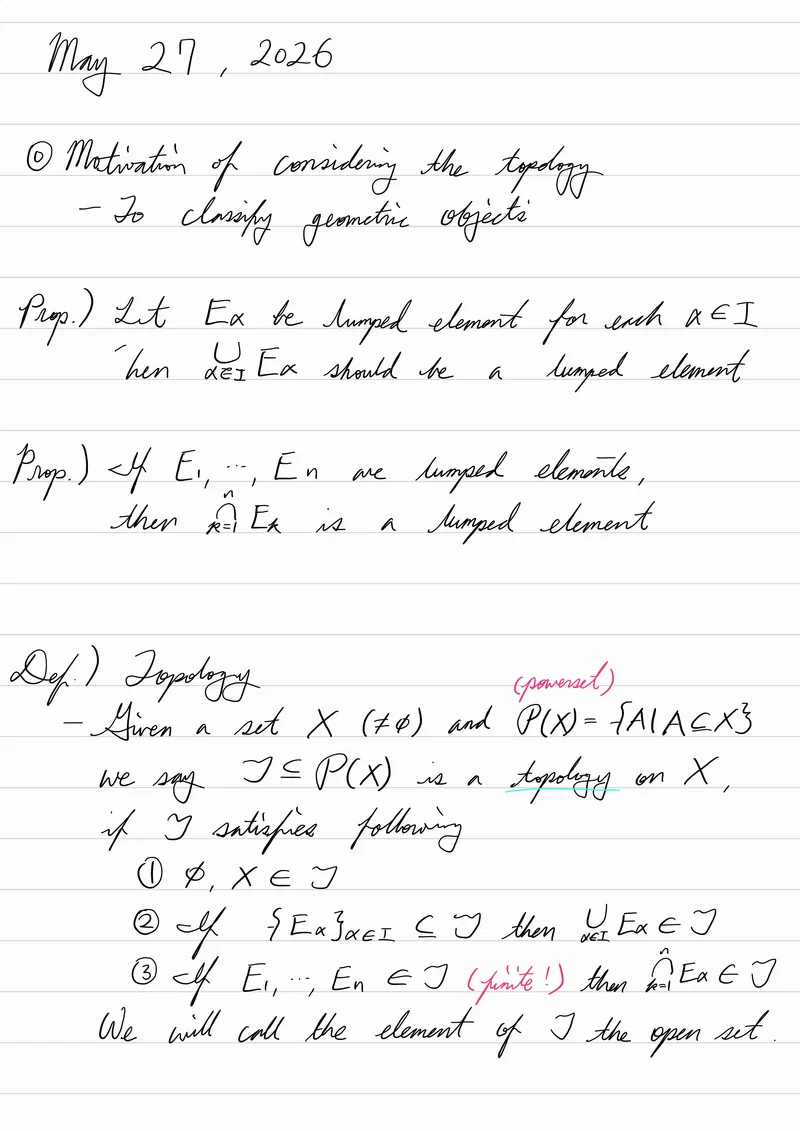 May 27, 2026
⓪ Motivation of considering the topology
- To classify geometric objects
Prop.) Let Eα be lumped element for each α ∈ I
Then ⋃_{α∈I} Eα should be a lumped element
Prop.) If E₁, ⋯, En are lumped elements,
then ⋂_{k=1}^{n} Ek is a lumped element
Def.) Topology
(powerset)
- Given a set X (≠∅) and P(X) = {A | A ⊆ X}
we say 𝒯 ⊆ P(X) is a topology on X,
if 𝒯 satisfies following
① ∅, X ∈ 𝒯
② If {Eα}_{α∈I} ⊆ 𝒯 then ⋃_{α∈I} Eα ∈ 𝒯
③ If E₁, ⋯, En ∈ 𝒯 (finite!) then ⋂_{k=1}^{n} Eα ∈ 𝒯
We will call the element of 𝒯 the open set.